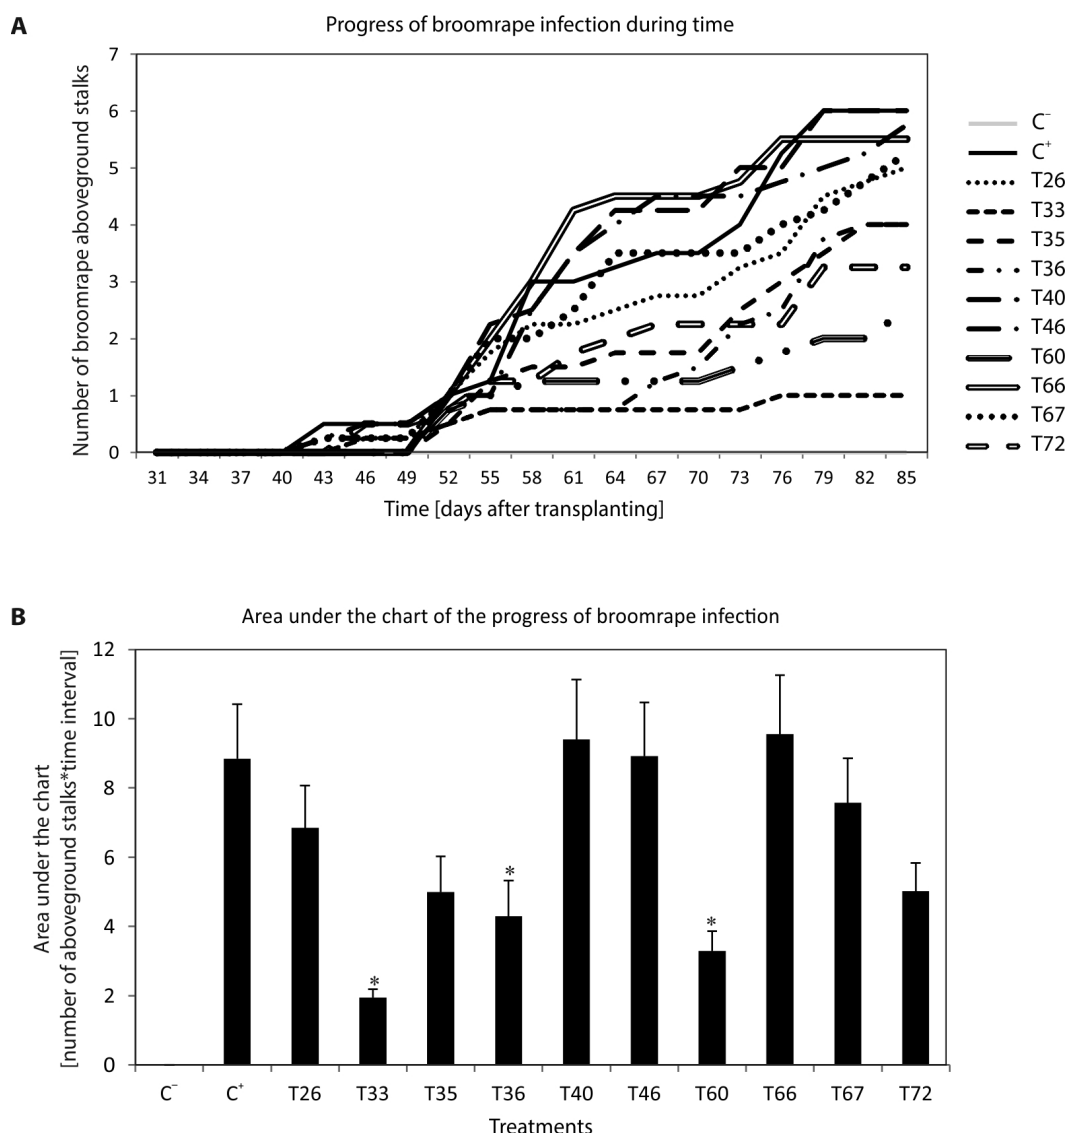 A
Progress of broomrape infection during time
Number of broomrape aboveground stalks
7
6
5
4
3
2
1
0
31 34 37 40 43 46 49 52 55 58 61 64 67 70 73 76 79 82 85
Time [days after transplanting]
C⁻
C⁺
T26
T33
T35
T36
T40
T46
T60
T66
T67
T72
B
Area under the chart of the progress of broomrape infection
Area under the chart
[number of aboveground stalks*time interval]
12
10
8
6
4
2
0
*
*
*
C⁻ C⁺ T26 T33 T35 T36 T40 T46 T60 T66 T67 T72
Treatments